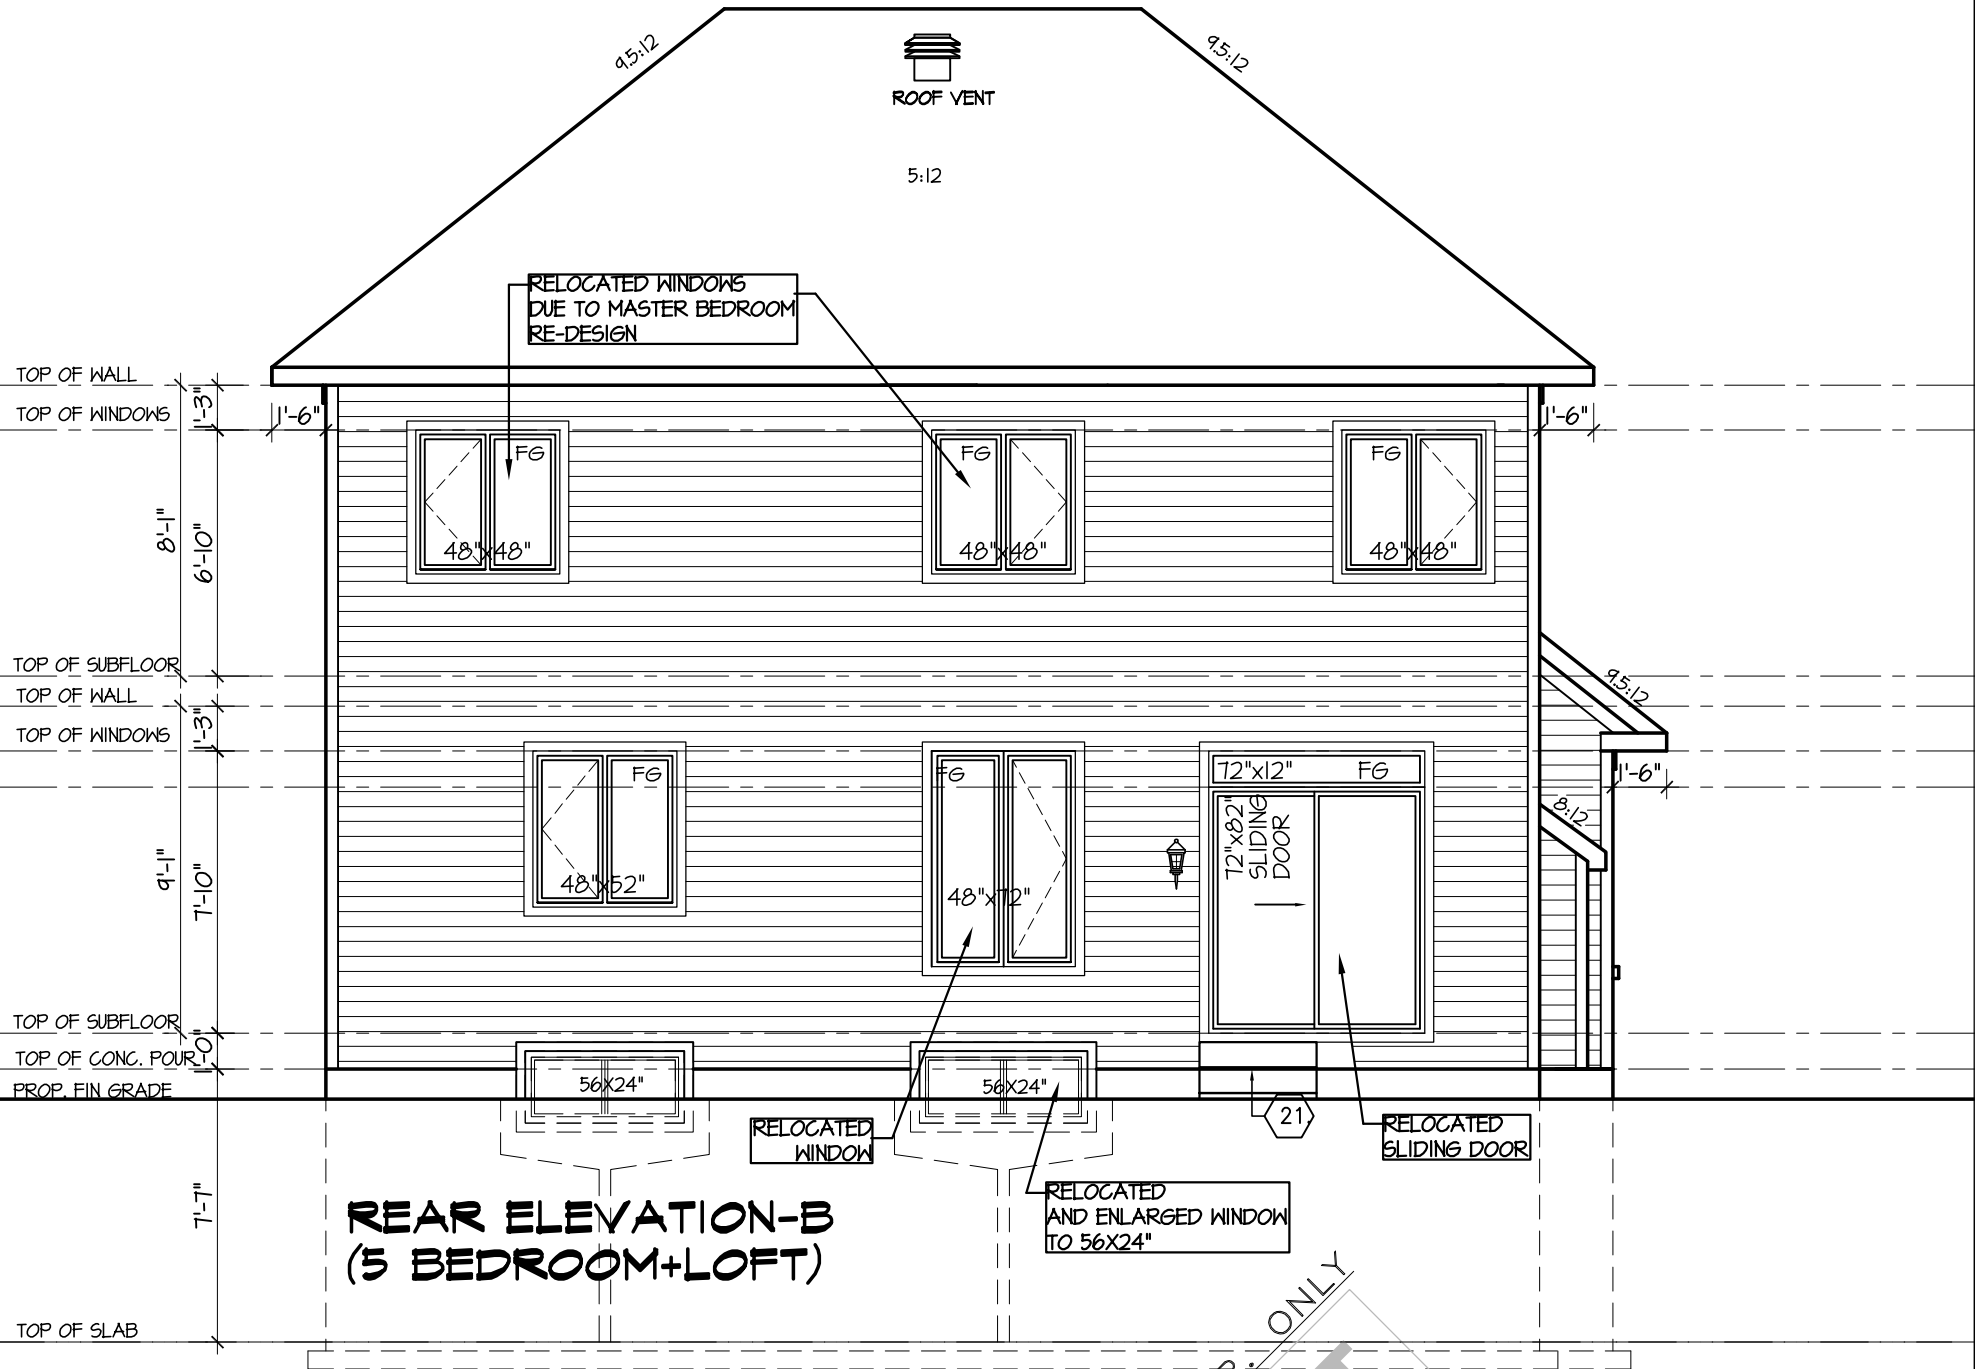 9.5:12
9.5:12
ROOF VENT
5:12
RELOCATED WINDOWS
DUE TO MASTER BEDROOM
RE-DESIGN
TOP OF WALL
1'-3"
TOP OF WINDOWS
1'-6"
1'-6"
FG
FG
FG
8'-1"
6'-10"
48"x48"
48"x48"
48"x48"
TOP OF SUBFLOOR
9.5:12
TOP OF WALL
1'-3"
TOP OF WINDOWS
FG
FG
72"x12"
FG
1'-6"
72"x82"
SLIDING
DOOR
8:12
9'-1"
7'-10"
48"x52"
48"x72"
TOP OF SUBFLOOR
1'-0"
TOP OF CONC. POUR
PROP. FIN GRADE
56X24"
56X24"
21.
RELOCATED
WINDOW
RELOCATED
SLIDING DOOR
7'-7"
RELOCATED
AND ENLARGED WINDOW
TO 56X24"
REAR ELEVATION-B
(5 BEDROOM+LOFT)
ONLY
TOP OF SLAB